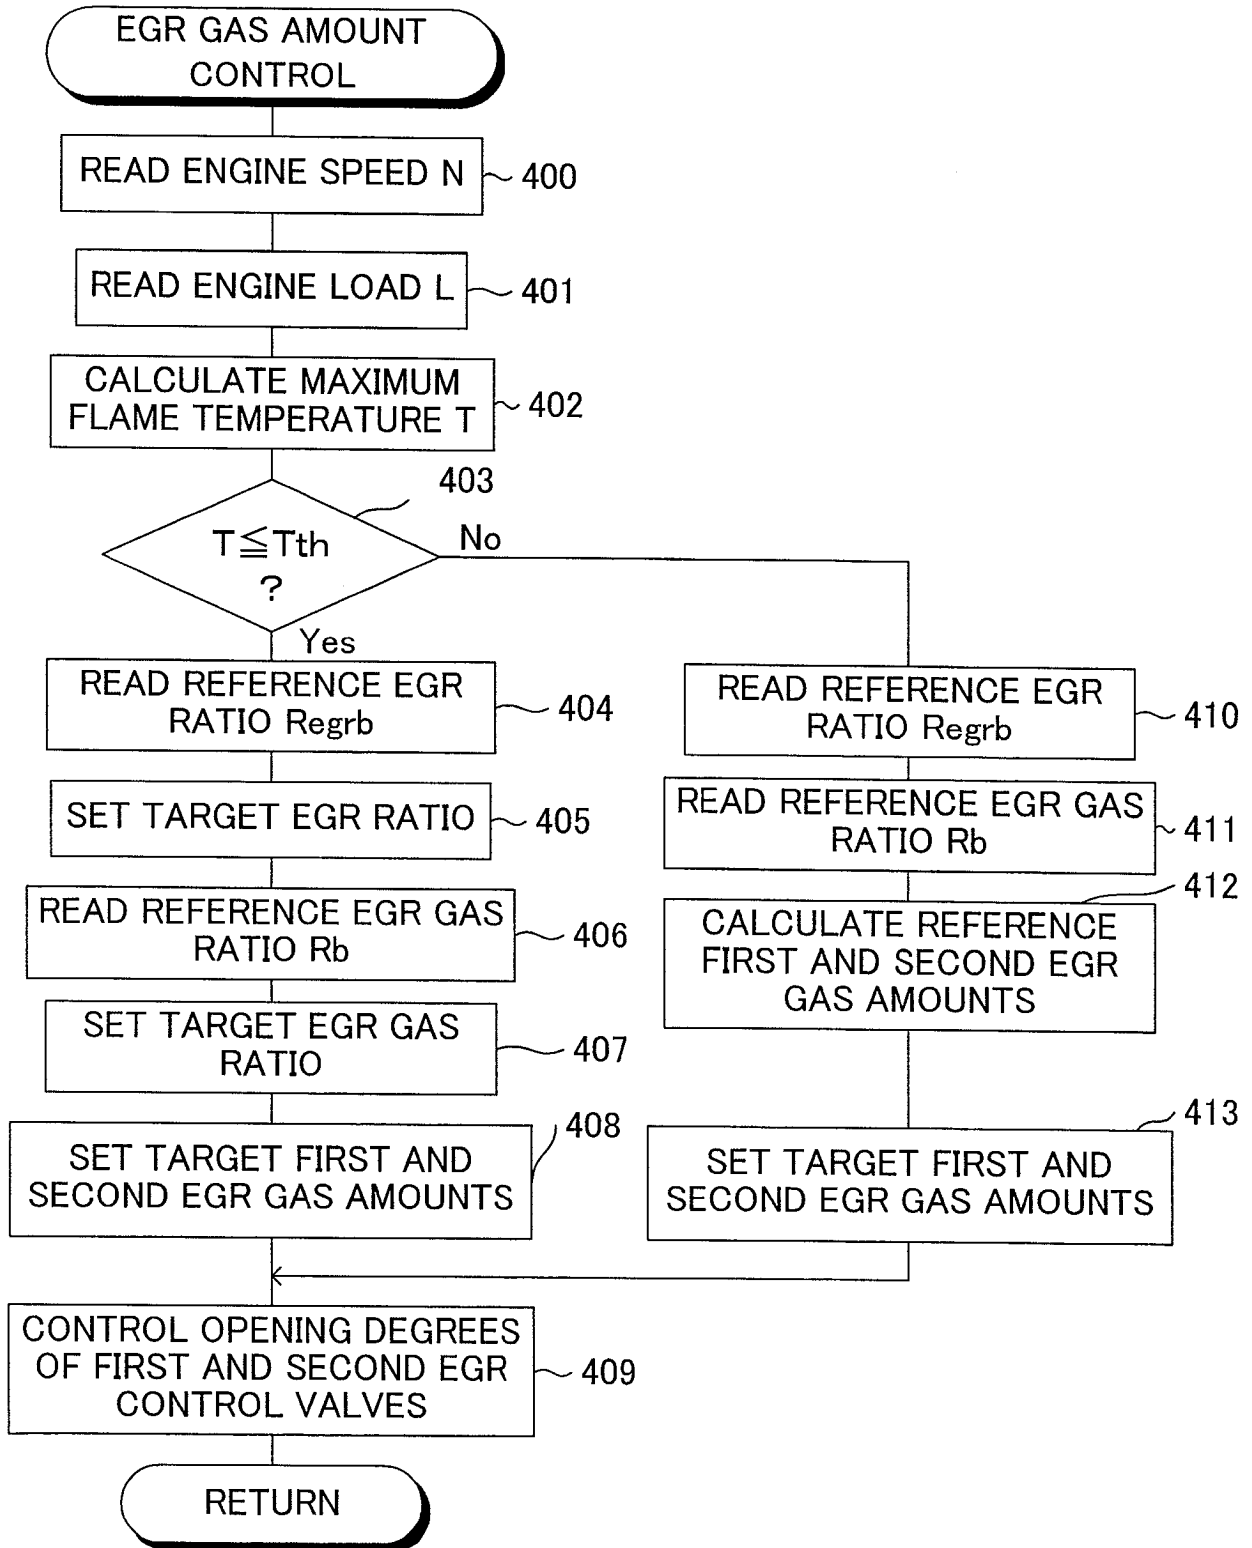 EGR GAS AMOUNT
CONTROL
READ ENGINE SPEED N
400
READ ENGINE LOAD L
401
CALCULATE MAXIMUM
FLAME TEMPERATURE T
402
403
T≦Tth
?
No
Yes
READ REFERENCE EGR
RATIO Regrb
404
SET TARGET EGR RATIO
405
READ REFERENCE EGR GAS
RATIO Rb
406
SET TARGET EGR GAS
RATIO
407
SET TARGET FIRST AND
SECOND EGR GAS AMOUNTS
408
READ REFERENCE EGR
RATIO Regrb
410
READ REFERENCE EGR GAS
RATIO Rb
411
412
CALCULATE REFERENCE
FIRST AND SECOND EGR
GAS AMOUNTS
413
SET TARGET FIRST AND
SECOND EGR GAS AMOUNTS
CONTROL OPENING DEGREES
OF FIRST AND SECOND EGR
CONTROL VALVES
409
RETURN